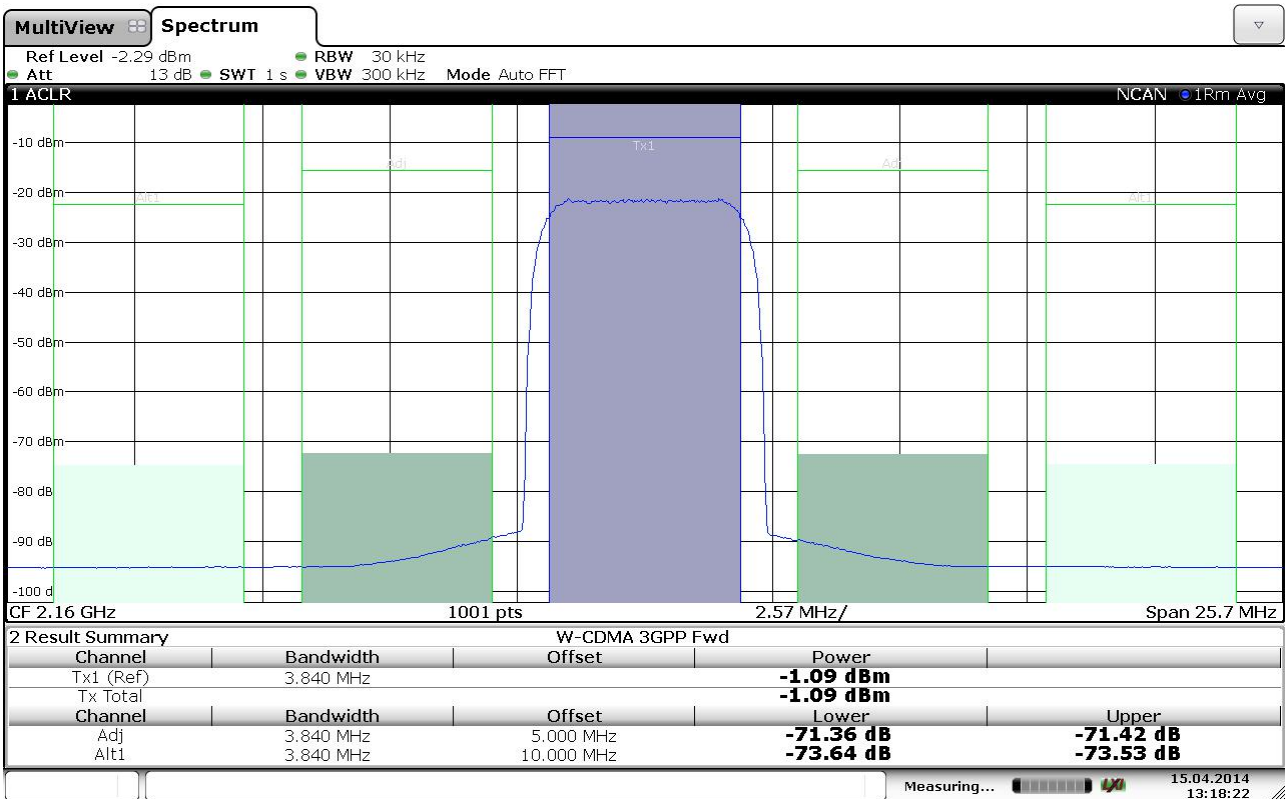 MultiView Spectrum
Ref Level -2.29 dBm RBW 30 kHz
Att 13 dB SWT 1 s VBW 300 kHz Mode Auto FFT
1 ACLR NCAN 1Rm Avg
-10 dBm
Tx1
Adj
Adj
-20 dBm
Alt1
Alt1
-30 dBm
-40 dBm
-50 dBm
-60 dBm
-70 dBm
-80 dB
-90 dB
-100 d
CF 2.16 GHz 1001 pts 2.57 MHz/ Span 25.7 MHz
2 Result Summary W-CDMA 3GPP Fwd
Channel Bandwidth Offset Power
Tx1 (Ref) 3.840 MHz -1.09 dBm
Tx Total -1.09 dBm
Channel Bandwidth Offset Lower Upper
Adj 3.840 MHz 5.000 MHz -71.36 dB -71.42 dB
Alt1 3.840 MHz 10.000 MHz -73.64 dB -73.53 dB
Measuring... LXI 15.04.2014
13:18:22